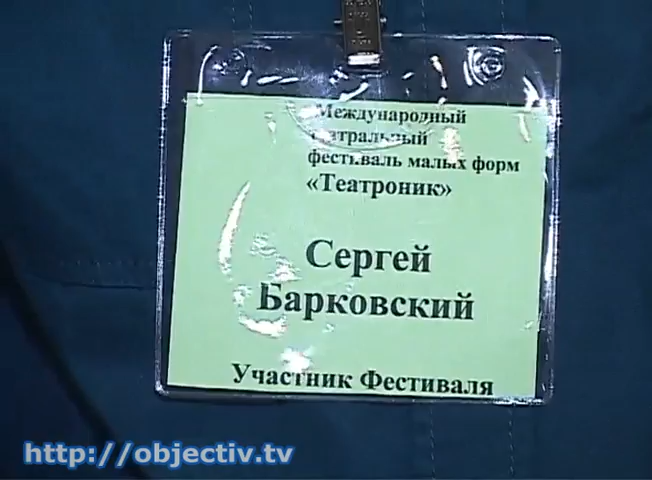 Международный
театральный
фестиваль малых форм
«Театроник»
Сергей
Барковский
Участник Фестиваля
http://objectiv.tv